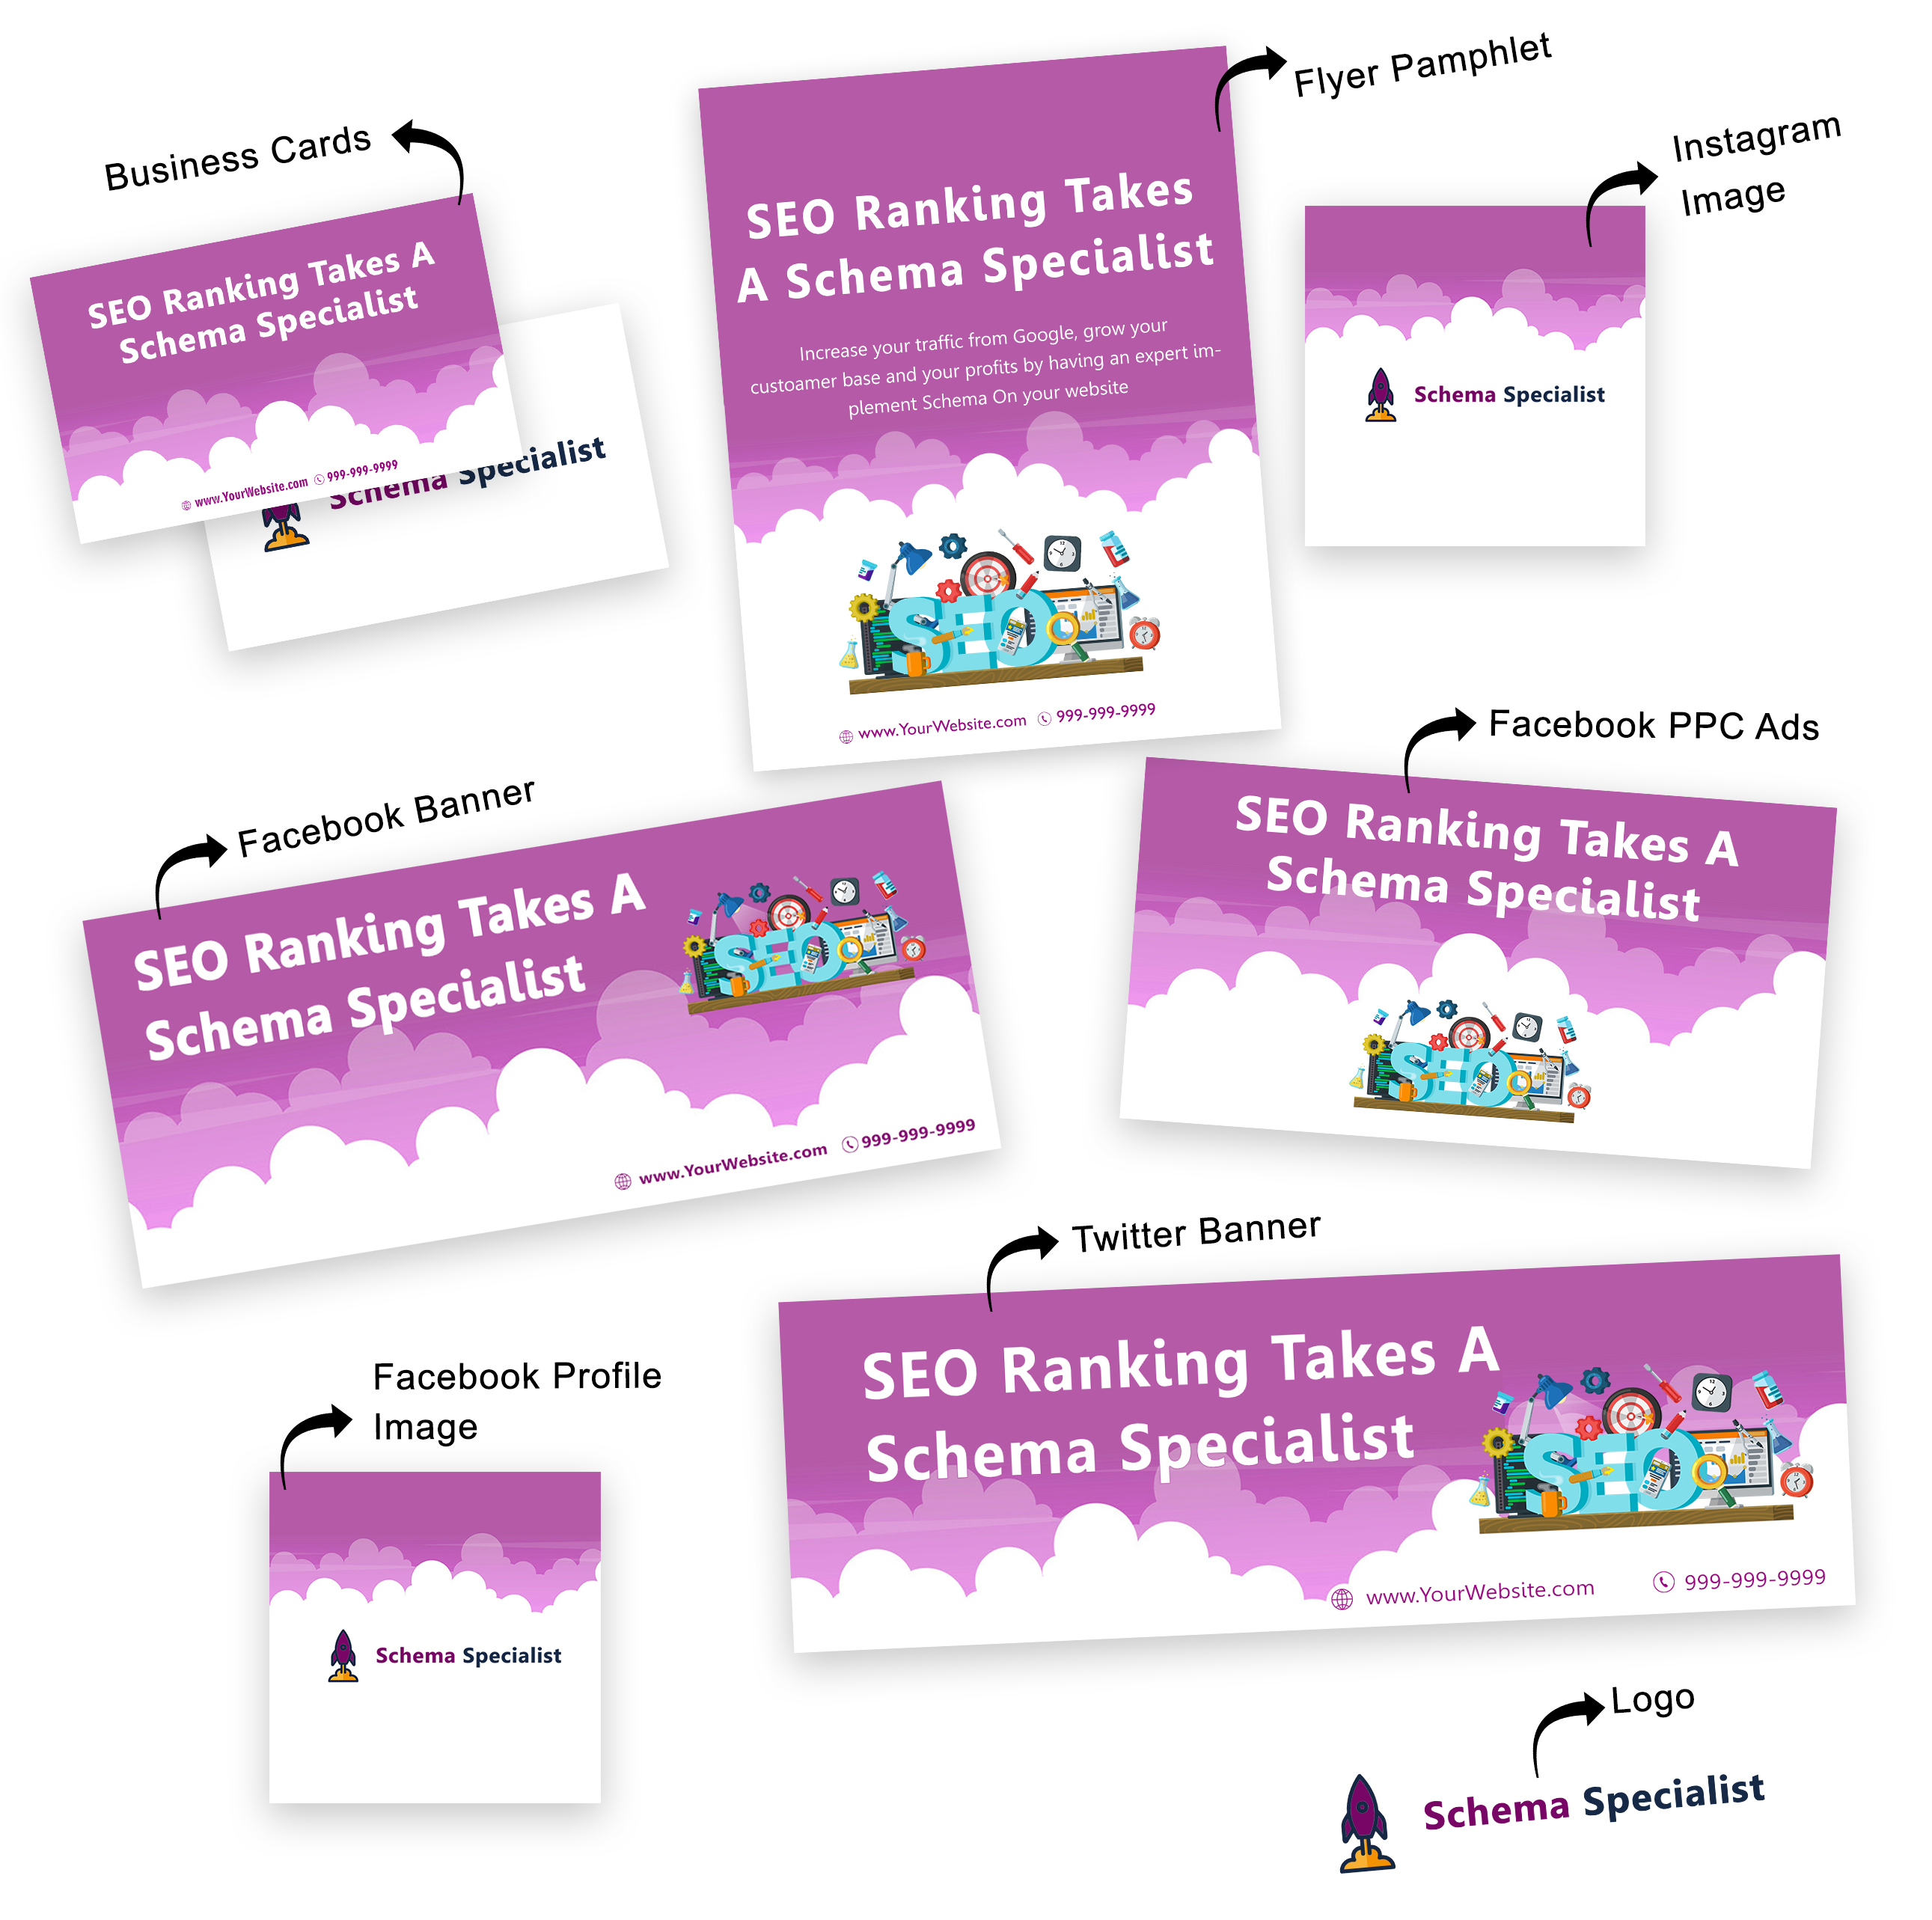 Flyer Pamphlet
Instagram
Image
Business Cards
SEO Ranking Takes A
Schema Specialist
www.YourWebsite.com 999-999-9999
Schema Specialist
SEO Ranking Takes
A Schema Specialist
Increase your traffic from Google, grow your
custoamer base and your profits by having an expert im-
plement Schema On your website
SEO
www.YourWebsite.com 999-999-9999
Schema Specialist
Facebook PPC Ads
SEO Ranking Takes A
Schema Specialist
SEO
Facebook Banner
SEO Ranking Takes A
Schema Specialist
SEO
www.YourWebsite.com 999-999-9999
Twitter Banner
SEO Ranking Takes A
Schema Specialist
SEO
www.YourWebsite.com 999-999-9999
Facebook Profile
Image
Schema Specialist
Logo
Schema Specialist